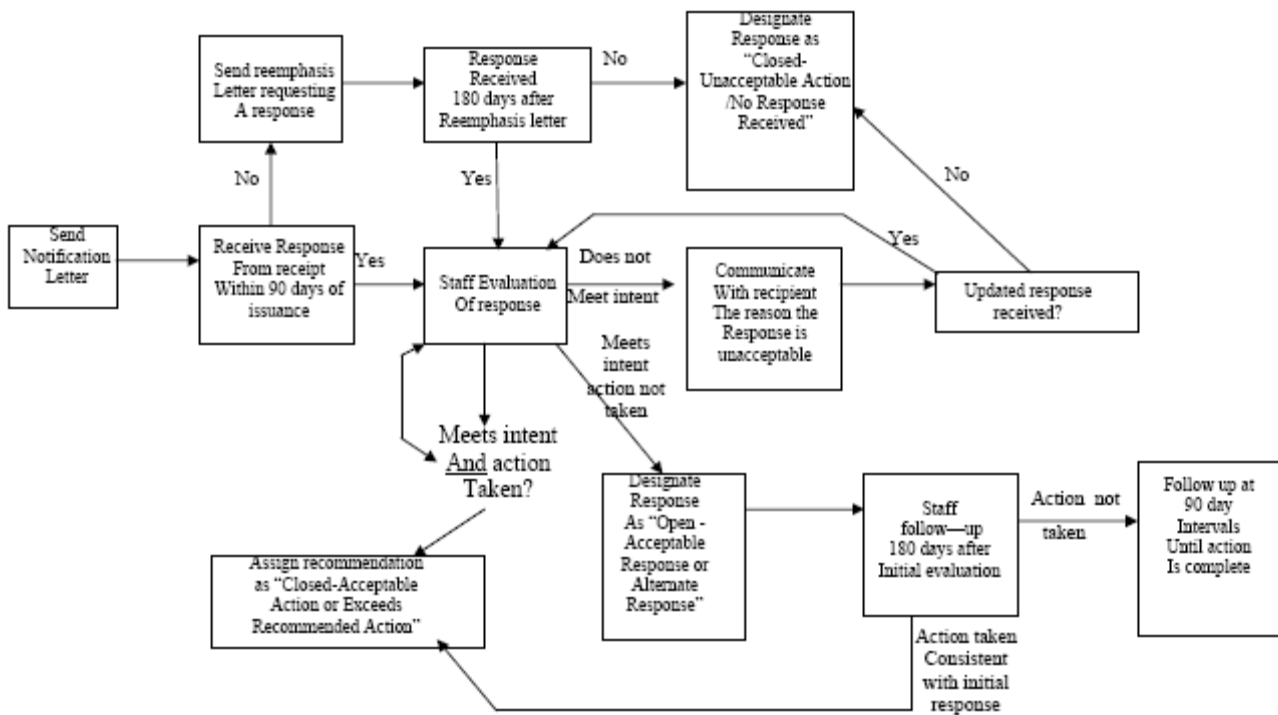 Send reemphasis
Letter requesting
A response
Response
Received
180 days after
Reemphasis letter
No
Designate
Response as
“Closed-
Unacceptable Action
/No Response
Received”
No
Yes
No
Send
Notification
Letter
Receive Response
From receipt
Within 90 days of
issuance
Yes
Staff Evaluation
Of response
Does not
Meet intent
Communicate
With recipient
The reason the
Response is
unacceptable
Yes
Updated response
received?
Meets
intent
action not
taken
Meets intent
And action
Taken?
Designate
Response
As “Open -
Acceptable
Response or
Alternate
Response”
Staff
follow—up
180 days after
Initial evaluation
Action not
taken
Follow up at
90 day
Intervals
Until action
Is complete
Assign recommendation
as “Closed-Acceptable
Action or Exceeds
Recommended Action”
Action taken
Consistent
with initial
response